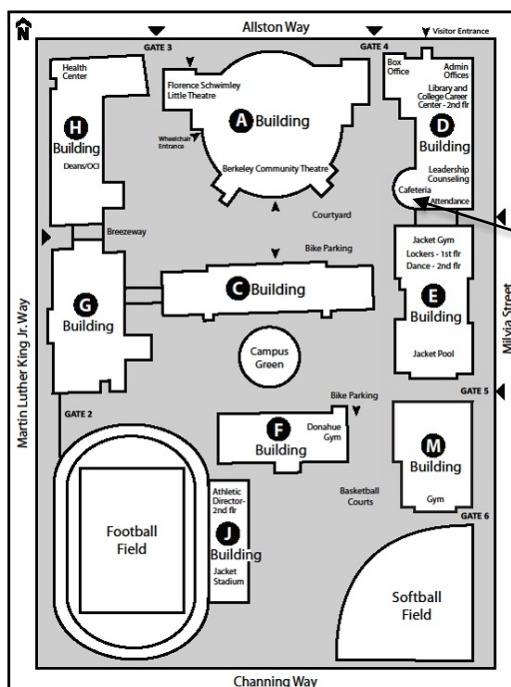 N
Allston Way
GATE 3
GATE 4
Visitor Entrance
Health
Center
H
Building
Deans/OCI
Florence Schwimley
Little Theatre
A Building
Wheelchair
Entrance
Berkeley Community Theatre
Courtyard
Box
Office
Admin
Offices
Library and
College Career
Center - 2nd flr
D
Building
Leadership
Counseling
Cafeteria
Attendance
Breezeway
Bike Parking
Jacket Gym
Lockers - 1st flr
Dance - 2nd flr
E
Building
Jacket Pool
G
Building
C Building
Campus
Green
Martin Luther King Jr. Way
Milvia Street
GATE 2
GATE 5
Bike Parking
F
Building
Donahue
Gym
M
Building
Gym
Basketball
Courts
GATE 6
Football
Field
Athletic
Director-
2nd flr
J
Building
Jacket
Stadium
Softball
Field
Channing Way